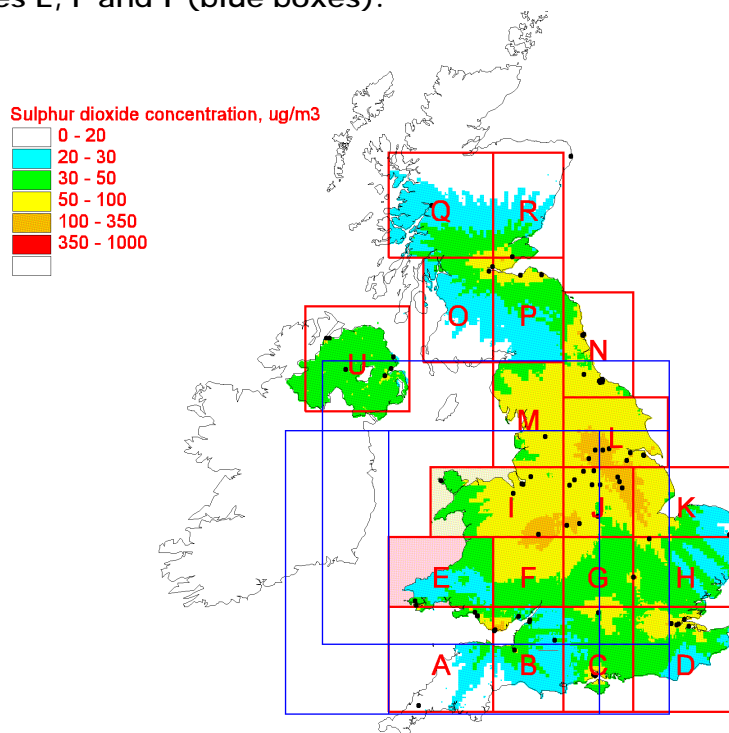 es E, F and I (blue boxes).
Sulphur dioxide concentration, ug/m3
0 - 20
20 - 30
30 - 50
50 - 100
100 - 350
350 - 1000
Q R
O P
U N
M L
I J K
E F G H
A B C D